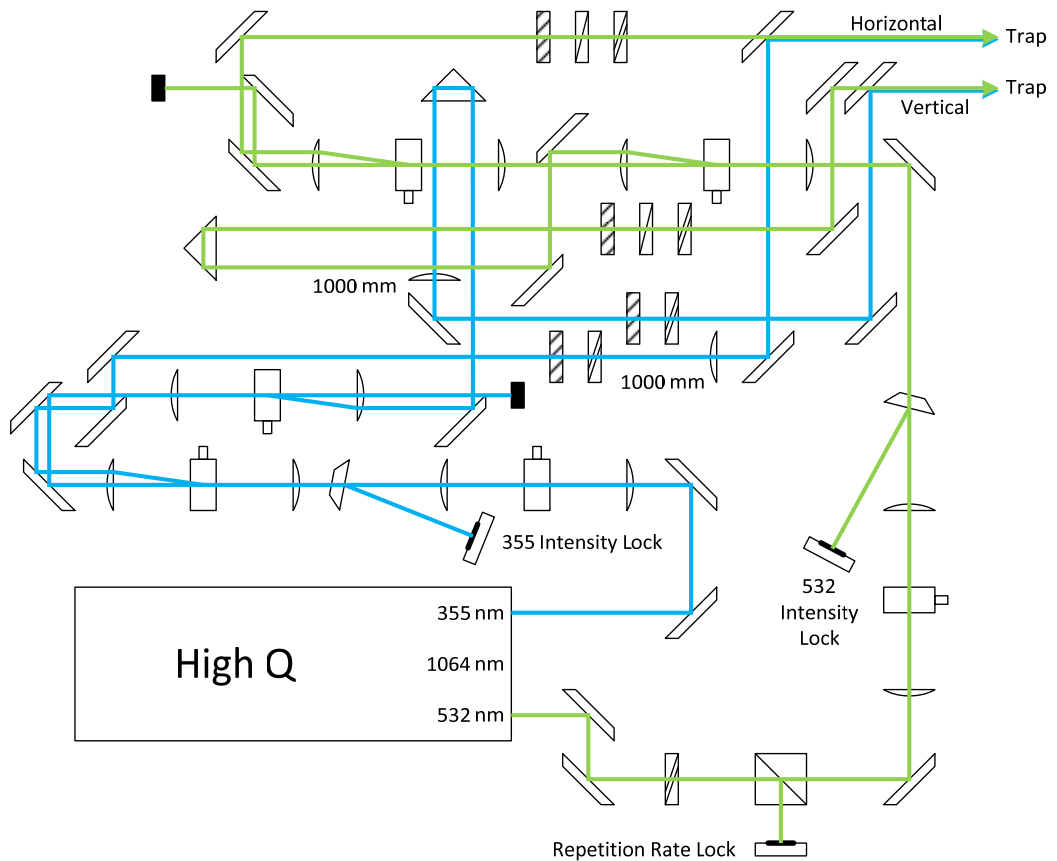 Horizontal
Trap
Trap
Vertical
1000 mm
1000 mm
355 Intensity Lock
532
Intensity
Lock
355 nm
High Q
1064 nm
532 nm
Repetition Rate Lock